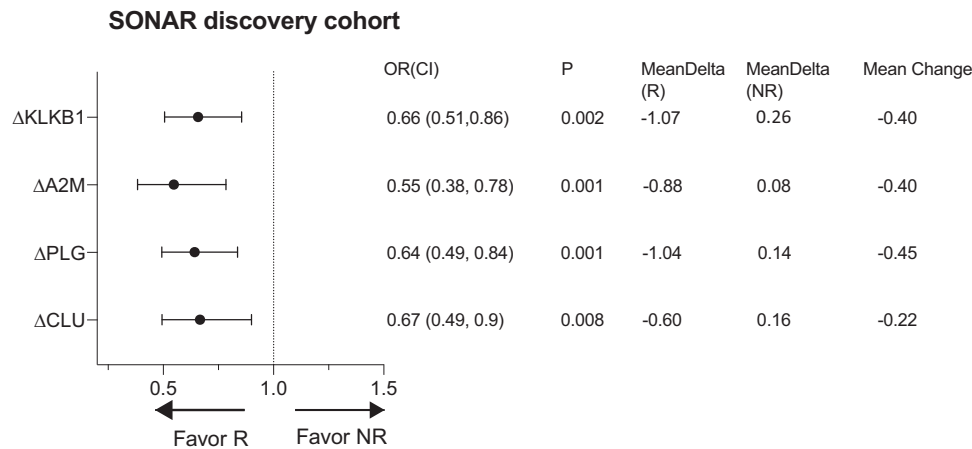 SONAR discovery cohort
OR(CI) P MeanDelta (R) MeanDelta (NR) Mean Change
ΔKLKB1 0.66 (0.51,0.86) 0.002 -1.07 0.26 -0.40
ΔA2M 0.55 (0.38, 0.78) 0.001 -0.88 0.08 -0.40
ΔPLG 0.64 (0.49, 0.84) 0.001 -1.04 0.14 -0.45
ΔCLU 0.67 (0.49, 0.9) 0.008 -0.60 0.16 -0.22
0.5 1.0 1.5
Favor R Favor NR